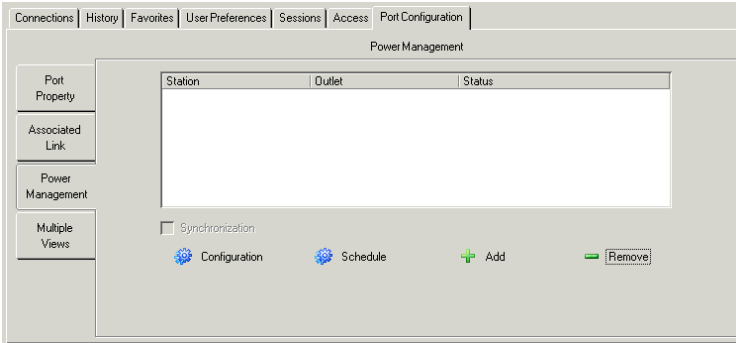 Connections History Favorites User Preferences Sessions Access Port Configuration
Power Management
Port
Property
Associated
Link
Power
Management
Multiple
Views
Station Outlet Status
Synchronization
Configuration Schedule Add Remove